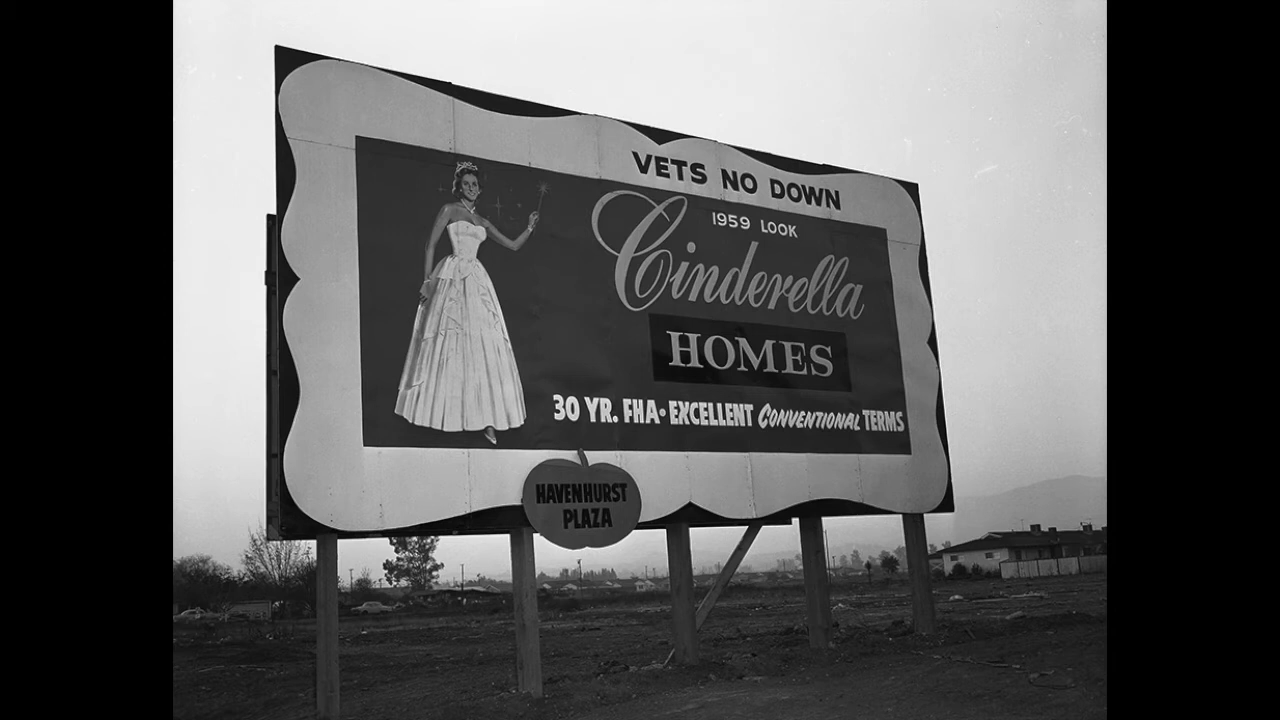 VETS NO DOWN
1959 LOOK
Cinderella
HOMES
30 YR. FHA • EXCELLENT CONVENTIONAL TERMS
HAVENHURST
PLAZA